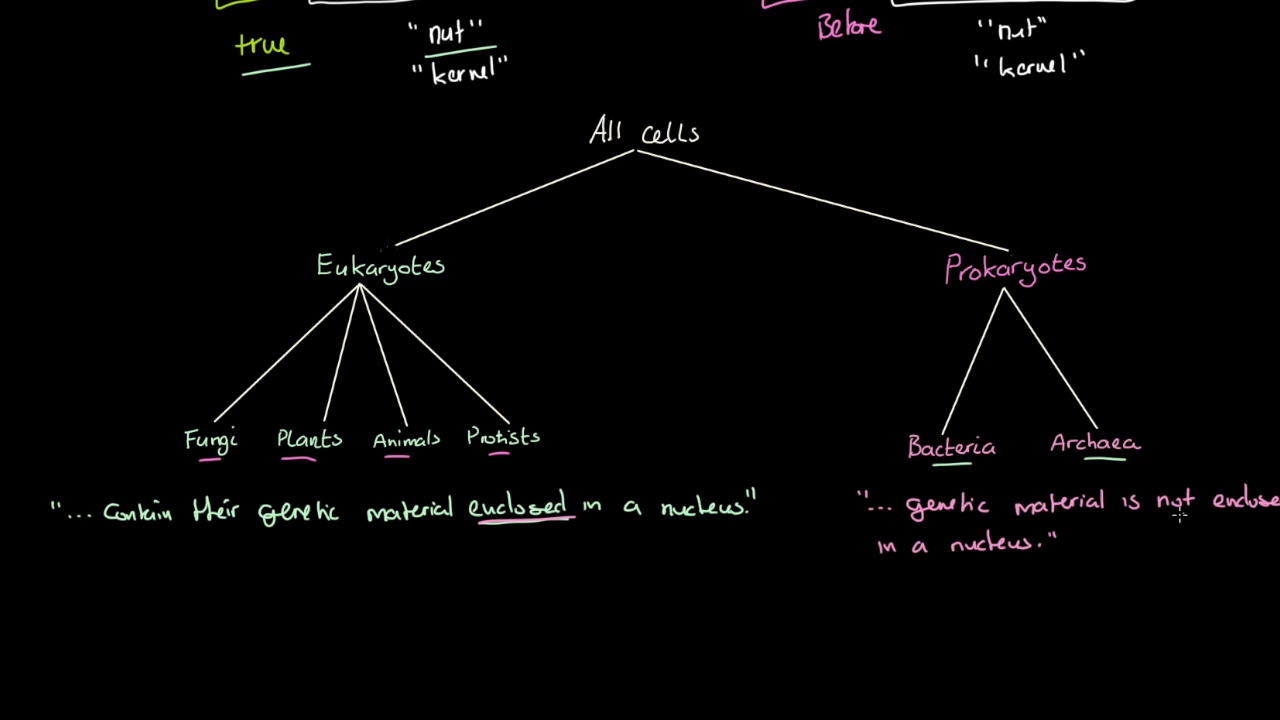 true
"nut"
"kernel"
Before
"nut"
"kernel"
All cells
Eukaryotes
Prokaryotes
Fungi Plants Animals Protists
Bacteria Archaea
"... Contain their genetic material enclosed in a nucleus."
"... genetic material is not enclose
in a nucleus."